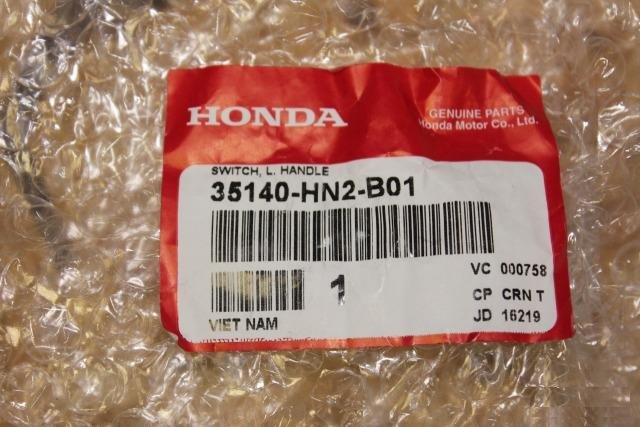 HONDA
GENUINE PARTS
Honda Motor Co., Ltd.
SWITCH, L. HANDLE
35140-HN2-B01
1
VC 000758
CP CRN T
JD 16219
VIET NAM